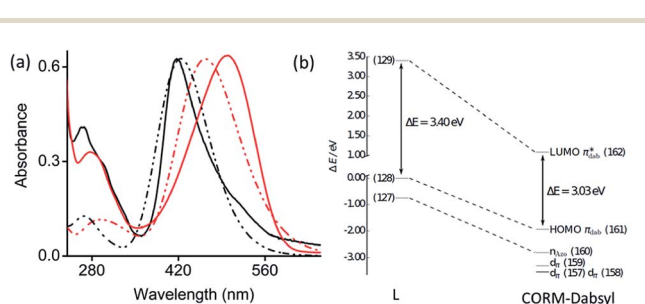 (a)
0.6
0.3
0.0
Absorbance
280 420 560
Wavelength (nm)
(b)
ΔE / eV
3.50
3.00
2.50
2.00
1.50
1.00
0.00
-1.00
-2.00
-3.00
(129)
ΔE = 3.40 eV
(128)
(127)
LUMO π*dab (162)
ΔE = 3.03 eV
HOMO πdab (161)
nAzo (160)
dπ (159)
dπ (157) dπ (158)
L CORM-Dabsyl